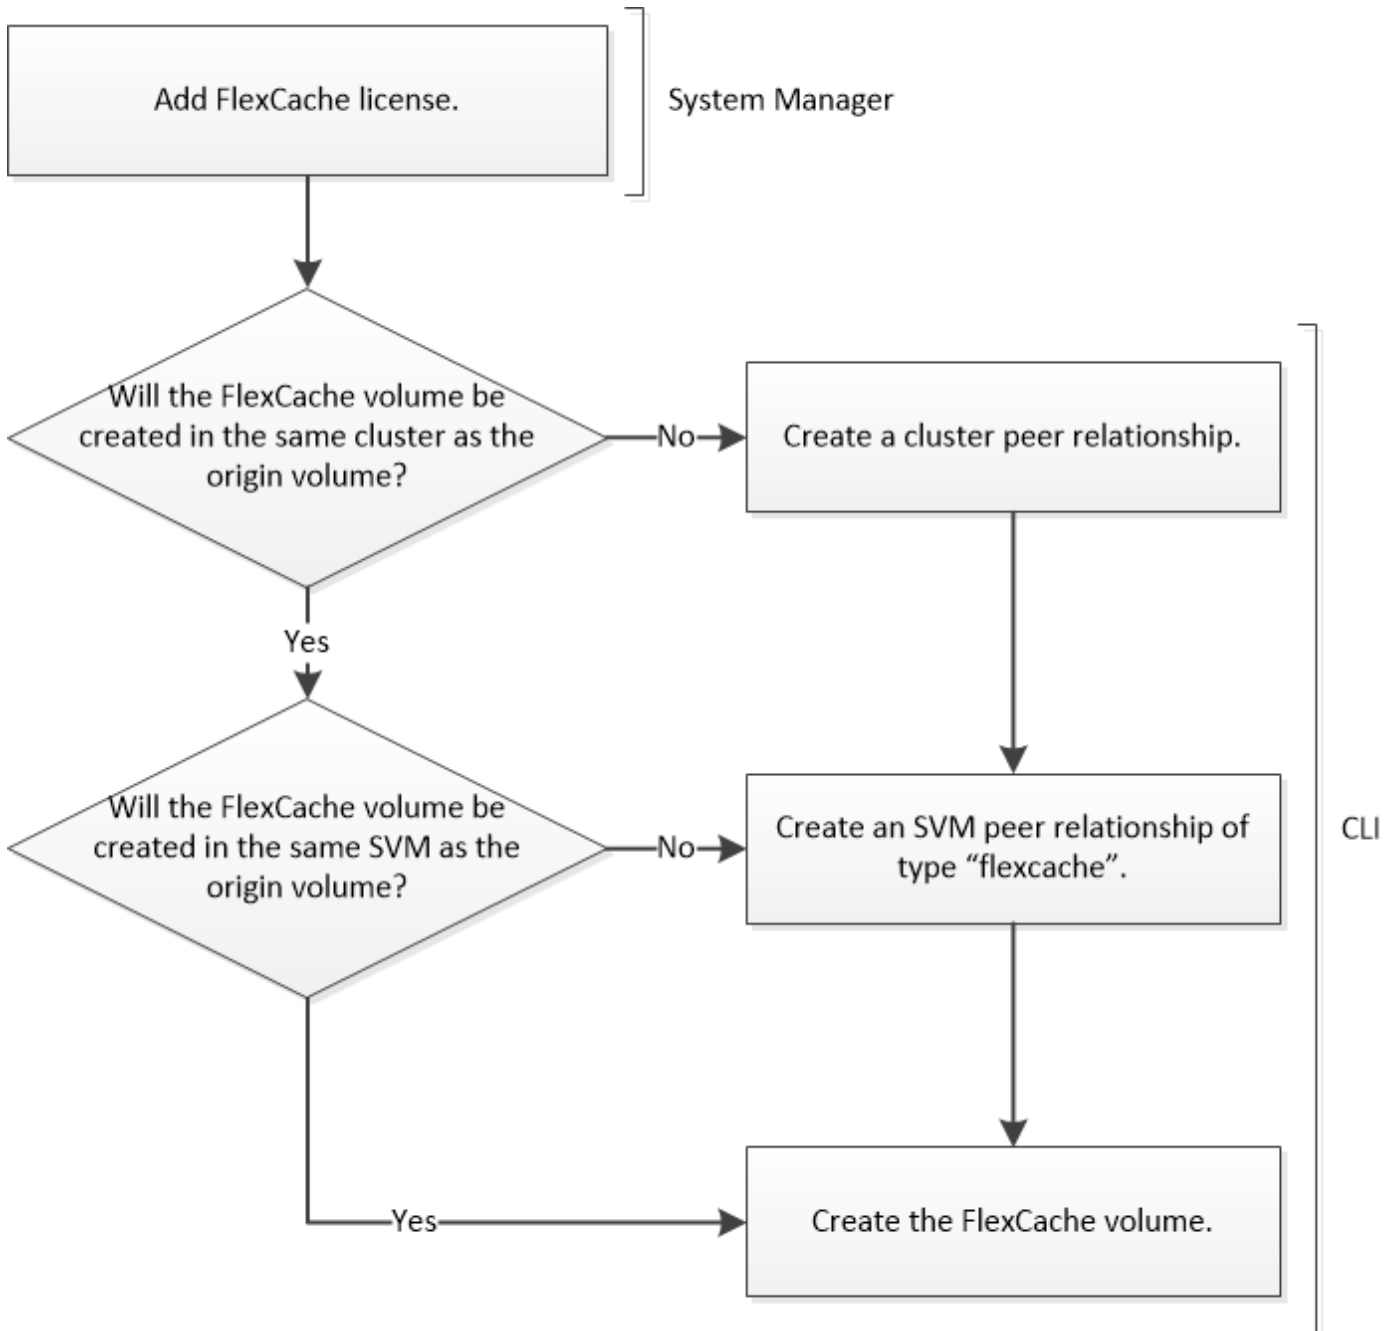 Add FlexCache license.
System Manager
Will the FlexCache volume be
created in the same cluster as the
origin volume?
No
Create a cluster peer relationship.
Yes
Will the FlexCache volume be
created in the same SVM as the
origin volume?
No
Create an SVM peer relationship of
type “flexcache”.
CLI
Yes
Create the FlexCache volume.